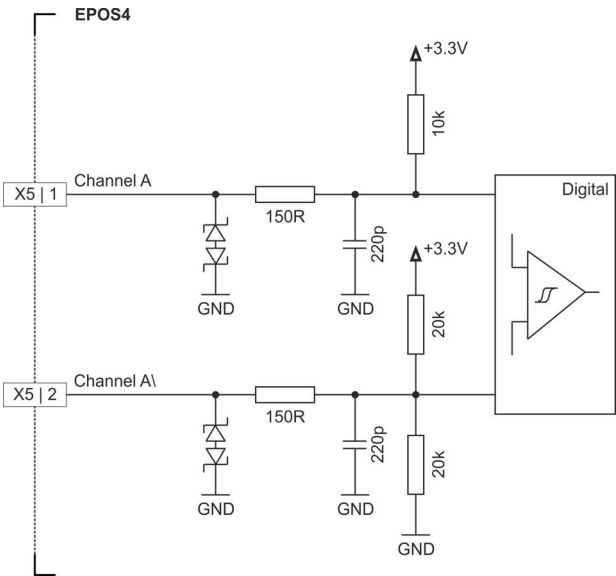 EPOS4
+3.3V
10k
X5 | 1
Channel A
150R
220p
Digital
GND
GND
+3.3V
20k
X5 | 2
Channel A\
150R
220p
20k
GND
GND
GND